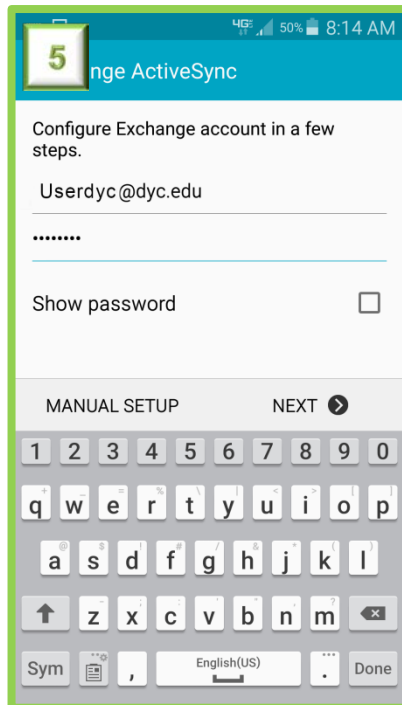 4G 50% 8:14 AM
5 nge ActiveSync
Configure Exchange account in a few
steps.
Userdyc@dyc.edu
••••••••
Show password
MANUAL SETUP NEXT
1 2 3 4 5 6 7 8 9 0
q w e r t y u i o p
a s d f g h j k l
z x c v b n m
Sym , English(US) . Done